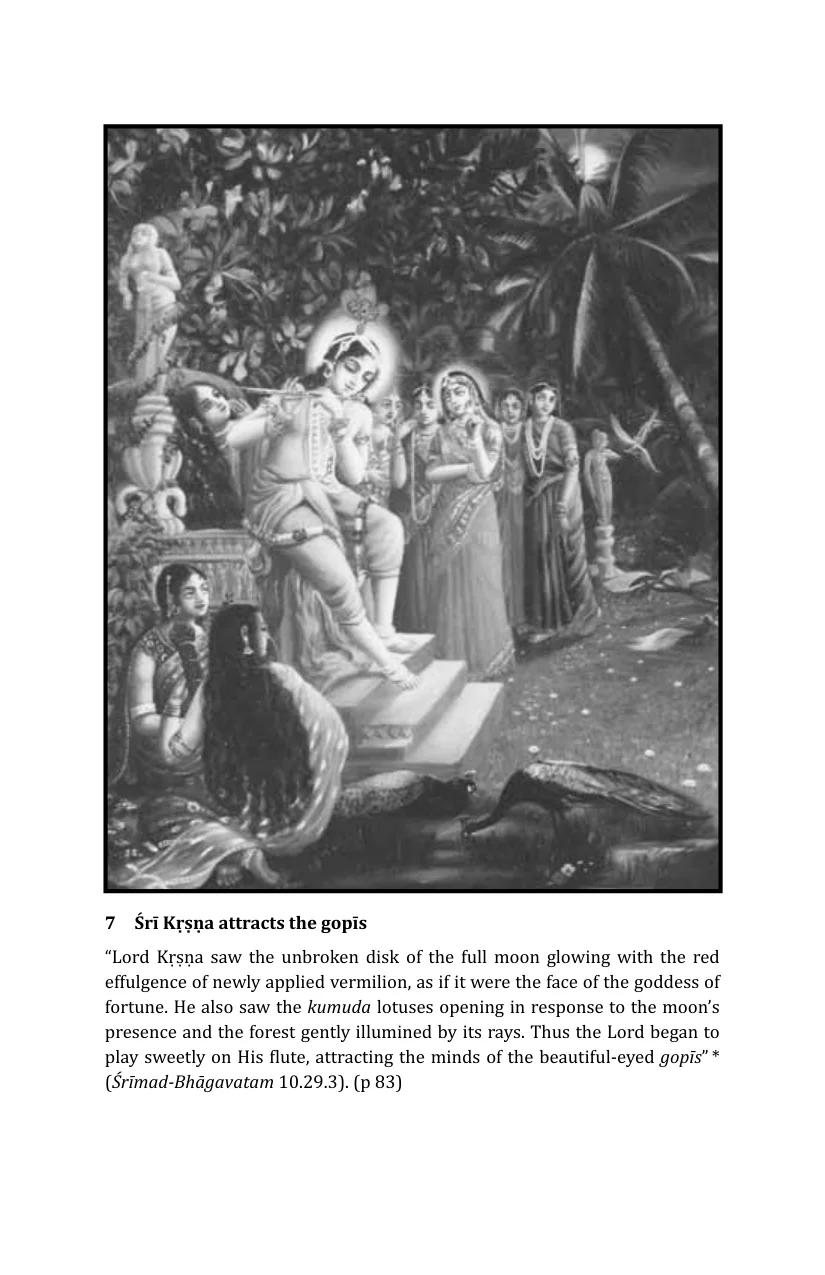 7 Śrī Kṛṣṇa attracts the gopīs
“Lord Kṛṣṇa saw the unbroken disk of the full moon glowing with the red
effulgence of newly applied vermilion, as if it were the face of the goddess of
fortune. He also saw the kumuda lotuses opening in response to the moon’s
presence and the forest gently illumined by its rays. Thus the Lord began to
play sweetly on His flute, attracting the minds of the beautiful-eyed gopīs” *
(Śrīmad-Bhāgavatam 10.29.3). (p 83)